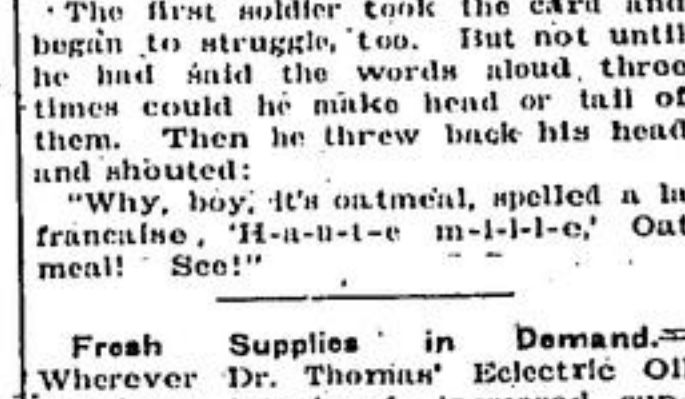 The first soldier took the card and
began to struggle, too. But not until
he had said the words aloud three
times could he make head or tail of
them. Then he threw back his head
and shouted:
"Why, boy, it's oatmeal, spelled a la
francaise, 'H-a-u-t-e m-i-l-l-e,' Oat
meal! See!"
Fresh Supplies in Demand.—
Wherever Dr. Thomas' Eclectric Oil